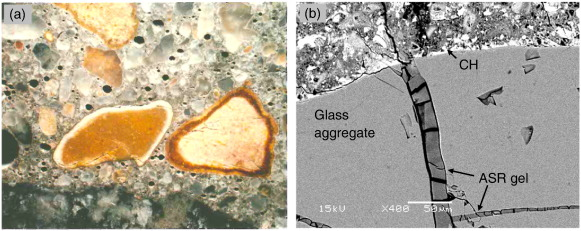 (a)
(b)
CH
Glass
aggregate
ASR gel
15kV X400 50µm